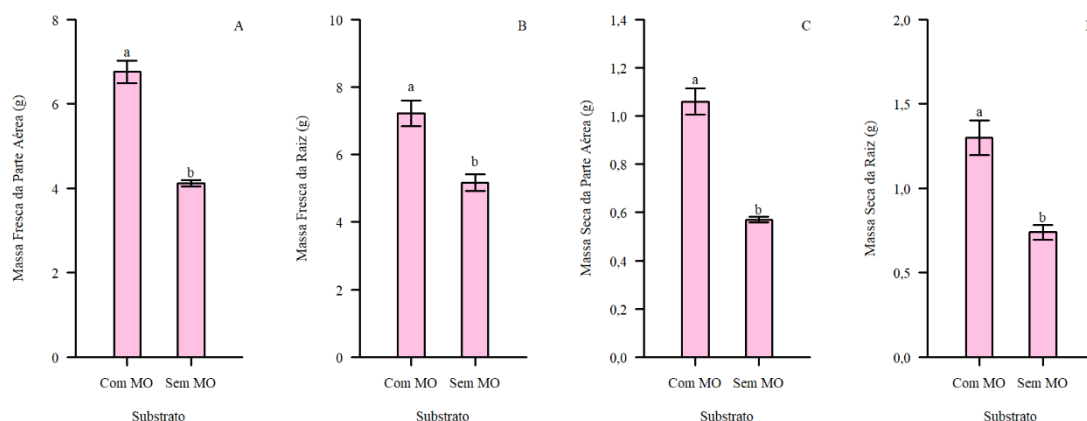 A
Massa Fresca da Parte Aérea (g)
8
6
4
2
0
a
b
Com MO Sem MO
Substrato
B
Massa Fresca da Raiz (g)
10
8
6
4
2
0
a
b
Com MO Sem MO
Substrato
C
Massa Seca da Parte Aérea (g)
1,4
1,2
1,0
0,8
0,6
0,4
0,2
0,0
a
b
Com MO Sem MO
Substrato
Massa Seca da Raiz (g)
2,0
1,5
1,0
0,5
0,0
a
b
Com MO Sem MO
Substrato